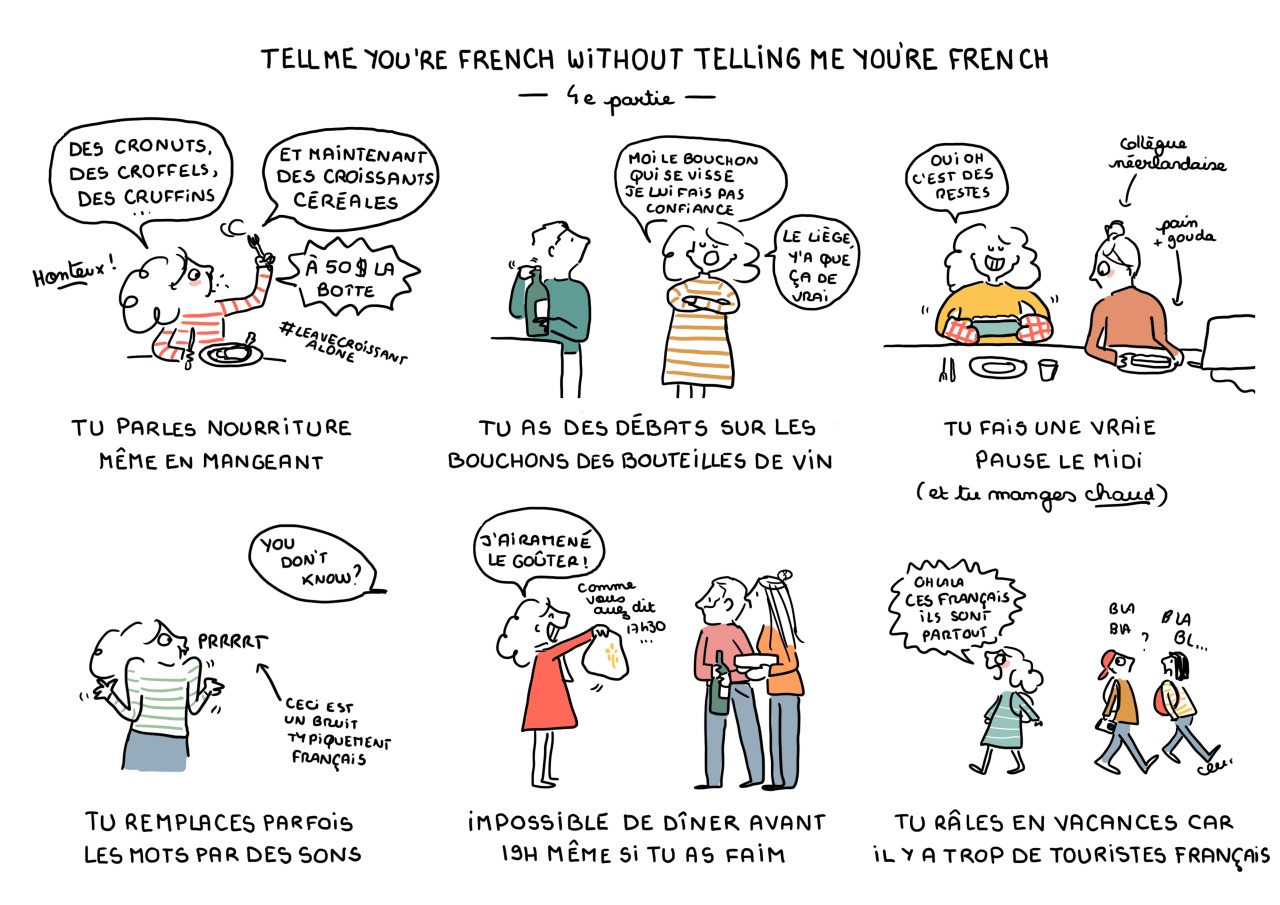 TELL ME YOU'RE FRENCH WITHOUT TELLING ME YOU'RE FRENCH
— 4e partie —
DES CRONUTS,
DES CROFFELS,
DES CRUFFINS
...
ET MAINTENANT
DES CROISSANTS
CÉRÉALES
À 50$ LA
BOÎTE
Honteux !
#LEAVECROISSANT
ALONE
TU PARLES NOURRITURE
MÊME EN MANGEANT
MOI LE BOUCHON
QUI SE VISSE
JE LUI FAIS PAS
CONFIANCE
LE LIÈGE,
Y'A QUE
ÇA DE
VRAI
TU AS DES DÉBATS SUR LES
BOUCHONS DES BOUTEILLES DE VIN
OUI OH
C'EST DES
RESTES
collègue
néerlandaise
pain
+ gouda
TU FAIS UNE VRAIE
PAUSE LE MIDI
(et tu manges chaud)
YOU
DON'T
KNOW?
PRRRRT
CECI EST
UN BRUIT
TYPIQUEMENT
FRANÇAIS
TU REMPLACES PARFOIS
LES MOTS PAR DES SONS
J'AI RAMENÉ
LE GOÛTER!
comme
vous
avez dit
17h30
...
IMPOSSIBLE DE DÎNER AVANT
19H MÊME SI TU AS FAIM
OH LALA
CES FRANÇAIS
ILS SONT
PARTOUT
BLA
BLA
?
BLA
BL...
TU RÂLES EN VACANCES CAR
IL Y A TROP DE TOURISTES FRANÇAIS